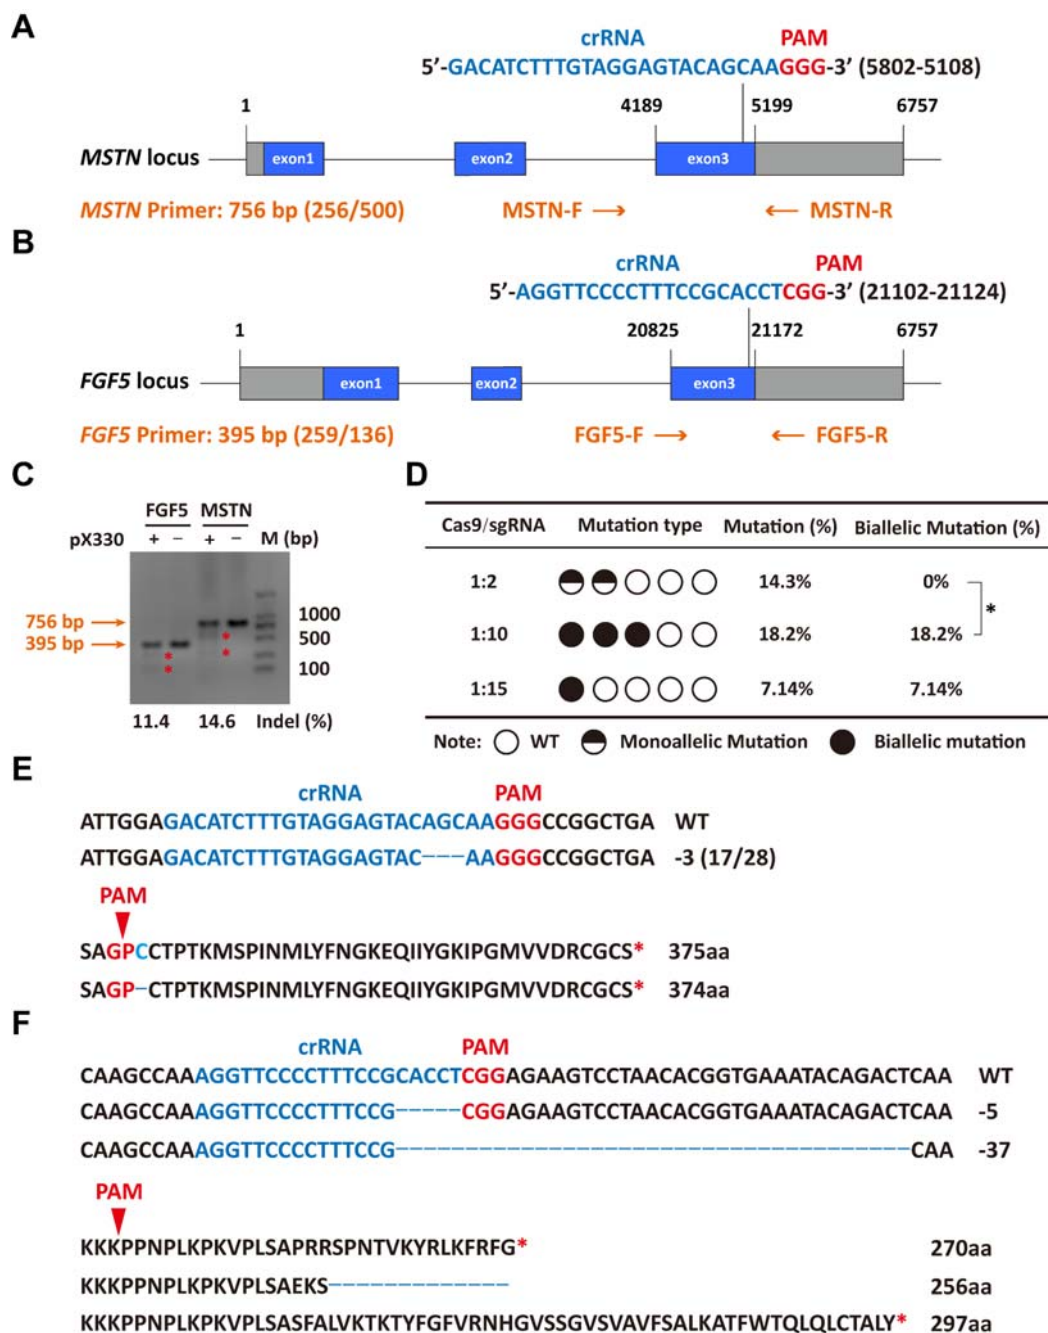 A
crRNA PAM
5’-GACATCTTTGTAGGAGTACAGCAAGGG-3’ (5802-5108)
1 4189 5199 6757
MSTN locus exon1 exon2 exon3
MSTN Primer: 756 bp (256/500) MSTN-F → ← MSTN-R
B
crRNA PAM
5’-AGGTTCCCCTTTCCGCACCTCGG-3’ (21102-21124)
1 20825 21172 6757
FGF5 locus exon1 exon2 exon3
FGF5 Primer: 395 bp (259/136) FGF5-F → ← FGF5-R
C
FGF5 MSTN
pX330 + − + − M (bp)
756 bp → 1000
500
395 bp →
100
* *
* *
11.4 14.6 Indel (%)
D
Cas9/sgRNA Mutation type Mutation (%) Biallelic Mutation (%)
1:2 14.3% 0%
*
1:10 18.2% 18.2%
1:15 7.14% 7.14%
Note: WT Monoallelic Mutation Biallelic mutation
E
crRNA PAM
ATTGGAGACATCTTTGTAGGAGTACAGCAAGGGCCGGCTGA WT
ATTGGAGACATCTTTGTAGGAGTAC---AAGGGCCGGCTGA -3 (17/28)
PAM
SAGPCCTPTKMSPINMLYFNGKEQIIYGKIPGMVVDRCGCS* 375aa
SAGP-CTPTKMSPINMLYFNGKEQIIYGKIPGMVVDRCGCS* 374aa
F
crRNA PAM
CAAGCCAAAGGTTCCCCTTTCCGCACCTCGGAGAAGTCCTAACACGGTGAAATACAGACTCAA WT
CAAGCCAAAGGTTCCCCTTTCCG-----CGGAGAAGTCCTAACACGGTGAAATACAGACTCAA -5
CAAGCCAAAGGTTCCCCTTTCCG-------------------------------------CAA -37
PAM
KKKPPNPLKPKVPLSAPRRSPNTVKYRLKFRFG* 270aa
KKKPPNPLKPKVPLSAEKS-------------- 256aa
KKKPPNPLKPKVPLSASFALVKTKTYFGFVRNHGVSSGVSVAVFSALKATFWTQLQLCTALY* 297aa